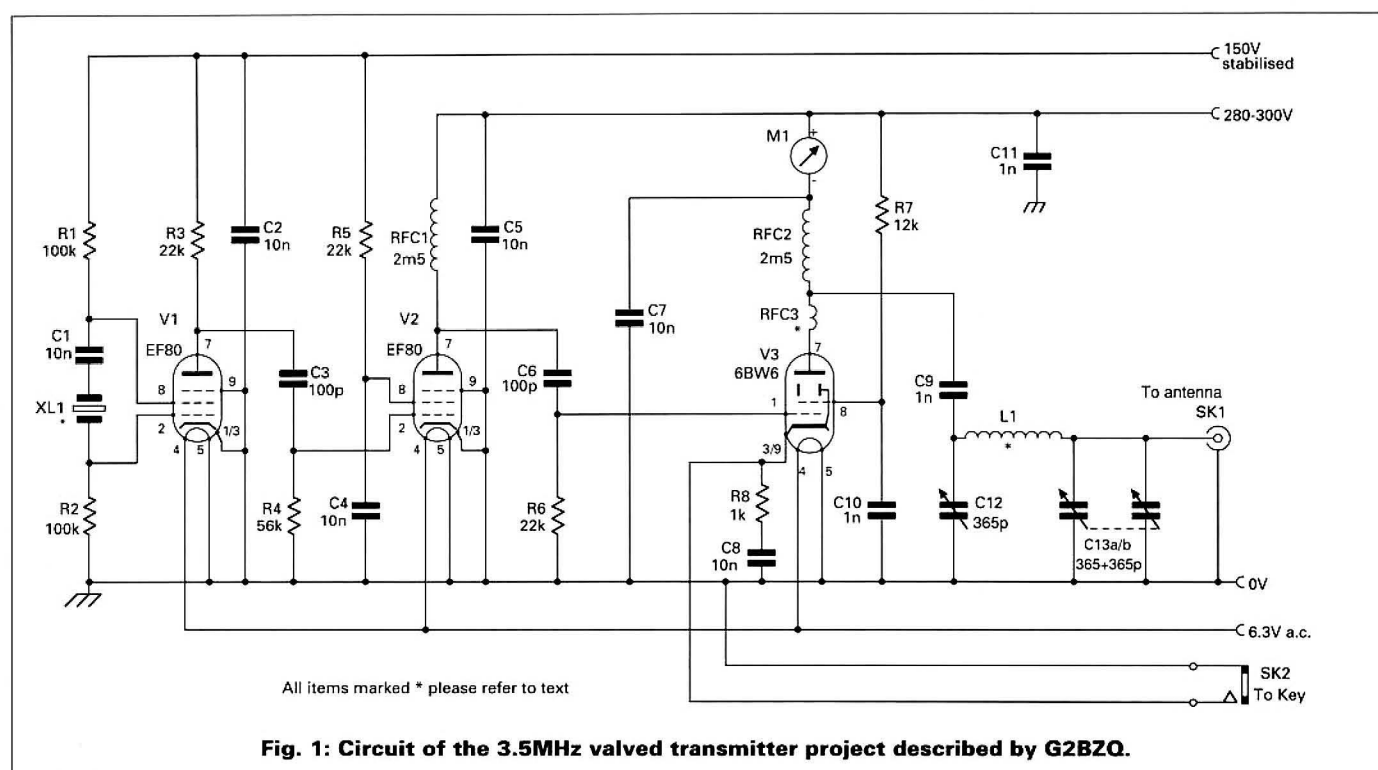 150V
stabilised
280-300V
M1
+
-
C11
1n
R1
100k
R3
22k
C2
10n
R5
22k
RFC1
2m5
C5
10n
RFC2
2m5
R7
12k
C1
10n
V1
EF80
7
8
9
2
1/3
4
5
XL1
*
C3
100p
V2
EF80
7
8
9
2
1/3
4
5
C6
100p
C7
10n
RFC3
*
V3
6BW6
7
1
8
3/9
4
5
C9
1n
L1
*
To antenna
SK1
R2
100k
R4
56k
C4
10n
R6
22k
R8
1k
C8
10n
C10
1n
C12
365p
C13a/b
365+365p
0V
6.3V a.c.
SK2
To Key
All items marked * please refer to text
Fig. 1: Circuit of the 3.5MHz valved transmitter project described by G2BZQ.